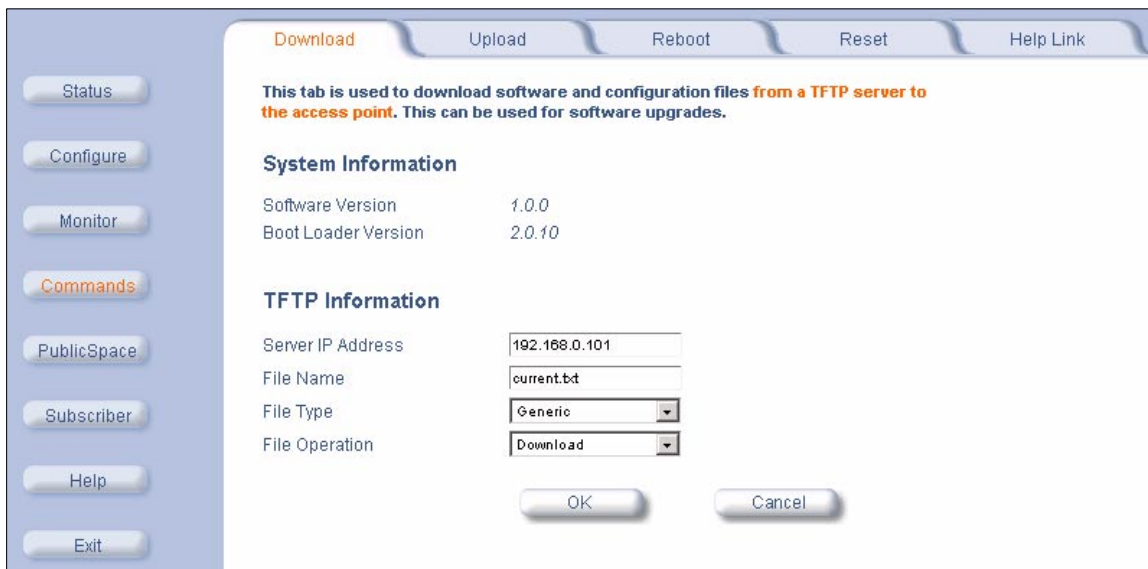 Download Upload Reboot Reset Help Link
Status
Configure
Monitor
Commands
PublicSpace
Subscriber
Help
Exit
This tab is used to download software and configuration files from a TFTP server to
the access point. This can be used for software upgrades.
System Information
Software Version 1.0.0
Boot Loader Version 2.0.10
TFTP Information
Server IP Address 192.168.0.101
File Name current.txt
File Type Generic
File Operation Download
OK Cancel